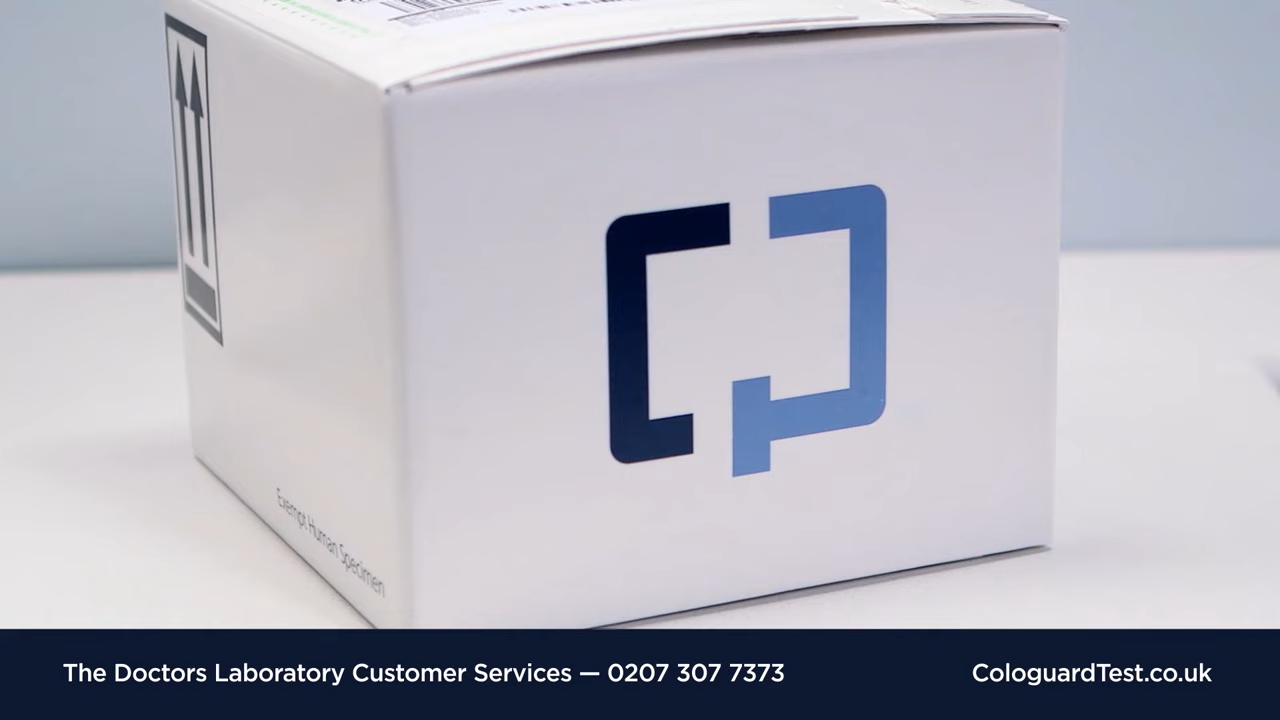 Exempt Human Specimen
The Doctors Laboratory Customer Services — 0207 307 7373
CologuardTest.co.uk